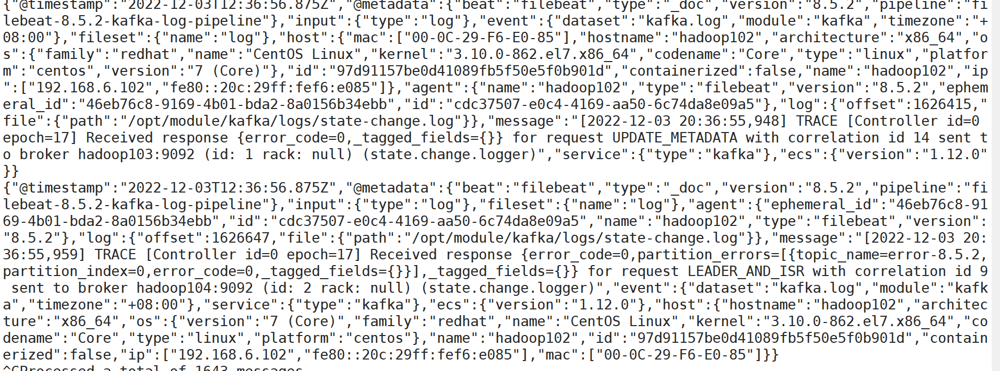 {"@timestamp":"2022-12-03T12:36:56.875Z","@metadata":{"beat":"filebeat","type":"_doc","version":"8.5.2","pipeline":"fi
lebeat-8.5.2-kafka-log-pipeline"},"input":{"type":"log"},"event":{"dataset":"kafka.log","module":"kafka","timezone":"+
08:00"},"fileset":{"name":"log"},"host":{"mac":["00-0C-29-F6-E0-85"],"hostname":"hadoop102","architecture":"x86_64","o
s":{"family":"redhat","name":"CentOS Linux","kernel":"3.10.0-862.el7.x86_64","codename":"Core","type":"linux","platfor
m":"centos","version":"7 (Core)"},"id":"97d91157be0d41089fb5f50e5f0b901d","containerized":false,"name":"hadoop102","ip
":["192.168.6.102","fe80::20c:29ff:fef6:e085"]},"agent":{"name":"hadoop102","type":"filebeat","version":"8.5.2","ephem
eral_id":"46eb76c8-9169-4b01-bda2-8a0156b34ebb","id":"cdc37507-e0c4-4169-aa50-6c74da8e09a5"},"log":{"offset":1626415,"
file":{"path":"/opt/module/kafka/logs/state-change.log"}},"message":"[2022-12-03 20:36:55,948] TRACE [Controller id=0
epoch=17] Received response {error_code=0,_tagged_fields={}} for request UPDATE_METADATA with correlation id 14 sent t
o broker hadoop103:9092 (id: 1 rack: null) (state.change.logger)","service":{"type":"kafka"},"ecs":{"version":"1.12.0"
}}
{"@timestamp":"2022-12-03T12:36:56.875Z","@metadata":{"beat":"filebeat","type":"_doc","version":"8.5.2","pipeline":"fi
lebeat-8.5.2-kafka-log-pipeline"},"input":{"type":"log"},"fileset":{"name":"log"},"agent":{"ephemeral_id":"46eb76c8-91
69-4b01-bda2-8a0156b34ebb","id":"cdc37507-e0c4-4169-aa50-6c74da8e09a5","name":"hadoop102","type":"filebeat","version":
"8.5.2"},"log":{"offset":1626647,"file":{"path":"/opt/module/kafka/logs/state-change.log"}},"message":"[2022-12-03 20:
36:55,959] TRACE [Controller id=0 epoch=17] Received response {error_code=0,partition_errors=[{topic_name=error-8.5.2,
partition_index=0,error_code=0,_tagged_fields={}}],_tagged_fields={}} for request LEADER_AND_ISR with correlation id 9
 sent to broker hadoop104:9092 (id: 2 rack: null) (state.change.logger)","event":{"dataset":"kafka.log","module":"kafk
a","timezone":"+08:00"},"service":{"type":"kafka"},"ecs":{"version":"1.12.0"},"host":{"hostname":"hadoop102","architec
ture":"x86_64","os":{"version":"7 (Core)","family":"redhat","name":"CentOS Linux","kernel":"3.10.0-862.el7.x86_64","co
dename":"Core","type":"linux","platform":"centos"},"name":"hadoop102","id":"97d91157be0d41089fb5f50e5f0b901d","contain
erized":false,"ip":["192.168.6.102","fe80::20c:29ff:fef6:e085"],"mac":["00-0C-29-F6-E0-85"]}}
^CProcessed a total of 1643 messages